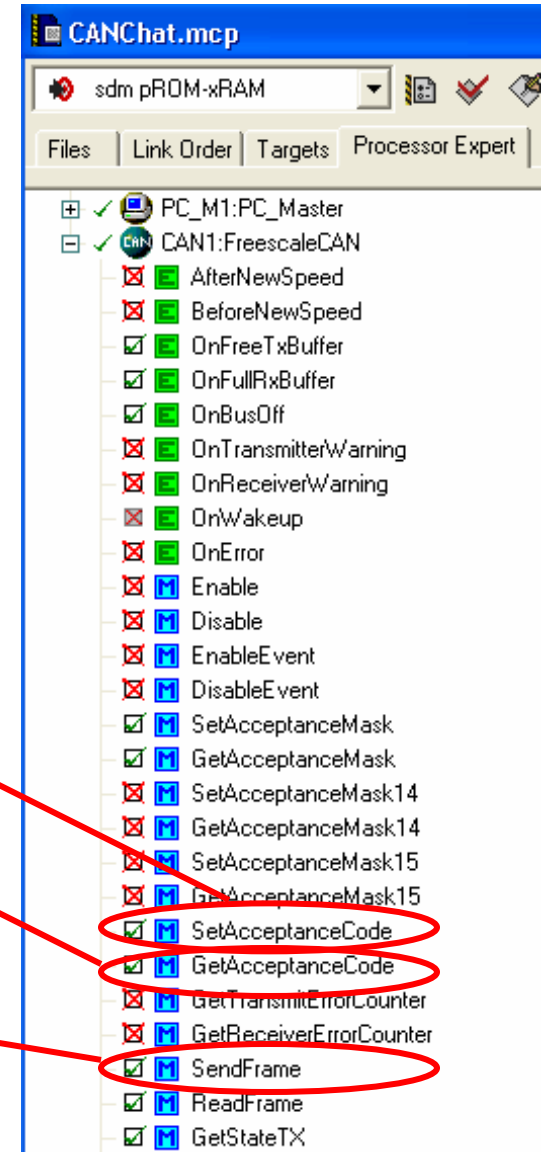 CANChat.mcp
sdm pROM-xRAM
Files Link Order Targets Processor Expert
PC_M1:PC_Master
CAN CAN1:FreescaleCAN
E AfterNewSpeed
E BeforeNewSpeed
E OnFreeTxBuffer
E OnFullRxBuffer
E OnBusOff
E OnTransmitterWarning
E OnReceiverWarning
E OnWakeup
E OnError
M Enable
M Disable
M EnableEvent
M DisableEvent
M SetAcceptanceMask
M GetAcceptanceMask
M SetAcceptanceMask14
M GetAcceptanceMask14
M SetAcceptanceMask15
M GetAcceptanceMask15
M SetAcceptanceCode
M GetAcceptanceCode
M GetTransmitErrorCounter
M GetReceiverErrorCounter
M SendFrame
M ReadFrame
M GetStateTX